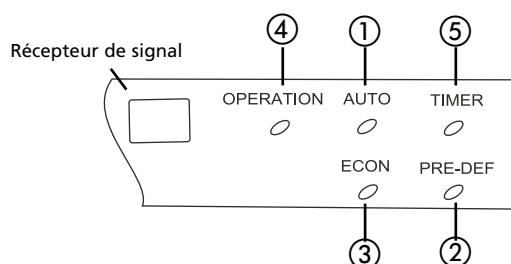 ④ ① ⑤
Récepteur de signal
OPERATION AUTO TIMER
ECON PRE-DEF
③ ②